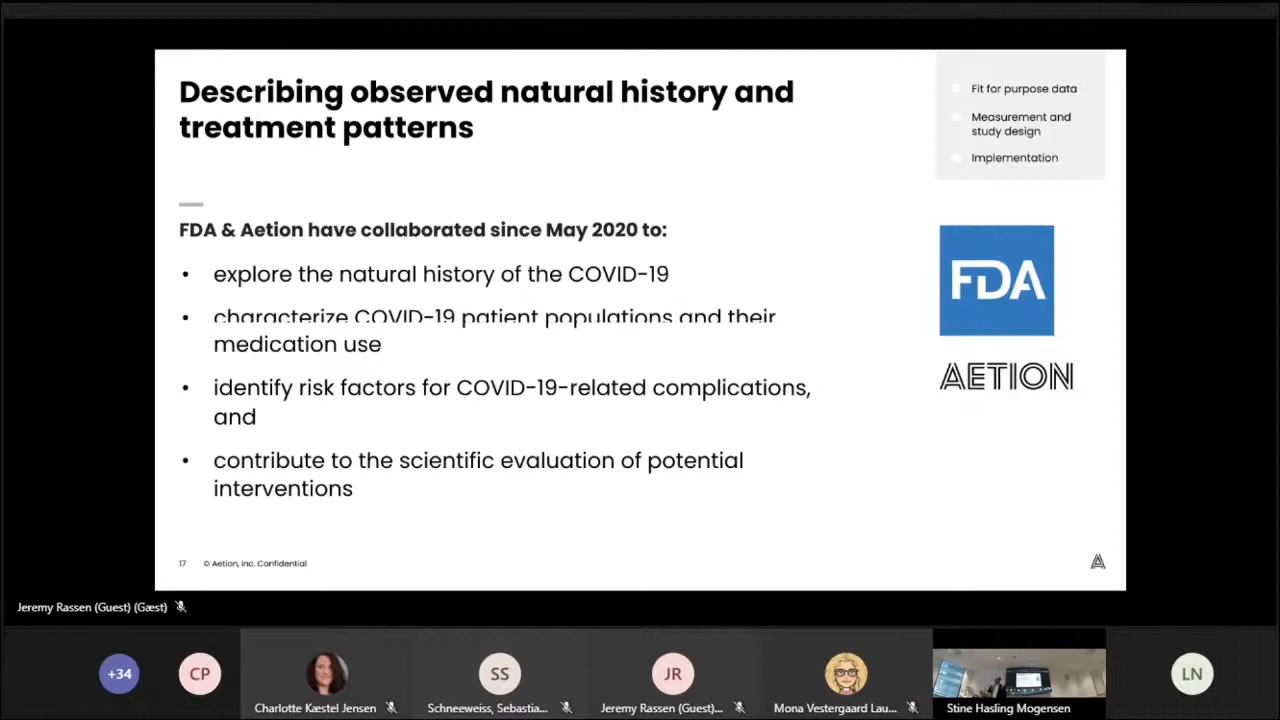 Describing observed natural history and
treatment patterns
Fit for purpose data
Measurement and
study design
Implementation
FDA & Aetion have collaborated since May 2020 to:
• explore the natural history of the COVID-19
• characterize COVID-19 patient populations and their
medication use
• identify risk factors for COVID-19-related complications,
and
• contribute to the scientific evaluation of potential
interventions
FDA
AETION
17 © Aetion, Inc. Confidential
Jeremy Rassen (Guest) (Gæst)
+34
CP
Charlotte Kæstel Jensen
SS
Schneeweiss, Sebastia...
JR
Jeremy Rassen (Guest)...
Mona Vestergaard Lau...
Stine Hasling Mogensen
LN